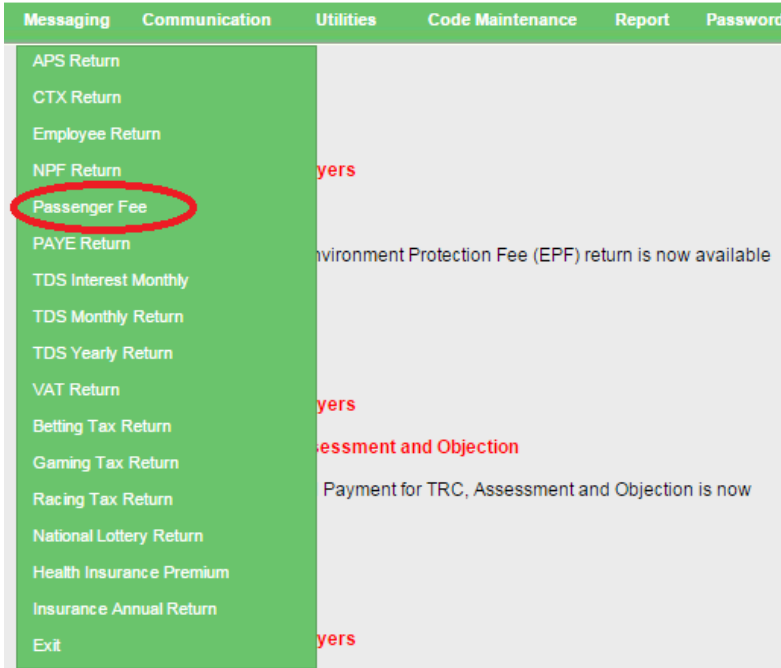 Messaging Communication Utilities Code Maintenance Report Password
APS Return
CTX Return
Employee Return
NPF Return
yers
Passenger Fee
PAYE Return
nvironment Protection Fee (EPF) return is now available
TDS Interest Monthly
TDS Monthly Return
TDS Yearly Return
VAT Return
yers
Betting Tax Return
essment and Objection
Gaming Tax Return
Racing Tax Return
Payment for TRC, Assessment and Objection is now
National Lottery Return
Health Insurance Premium
Insurance Annual Return
Exit
yers